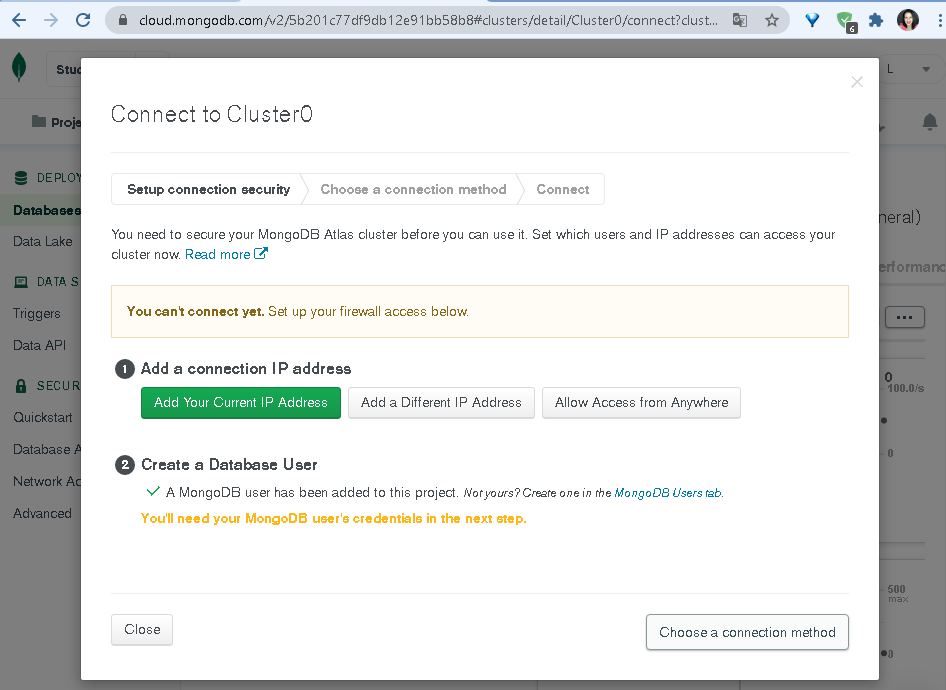 cloud.mongodb.com/v2/5b201c77df9db12e91bb58b8#clusters/detail/Cluster0/connect?clust...
6
Stud
L
Proje
Connect to Cluster0
Setup connection security
Choose a connection method
Connect
DEPLOY
Databases
Data Lake
DATA S
Triggers
Data API
SECUR
Quickstart
Database A
Network Ac
Advanced
You need to secure your MongoDB Atlas cluster before you can use it. Set which users and IP addresses can access your
cluster now. Read more
You can't connect yet. Set up your firewall access below.
1 Add a connection IP address
Add Your Current IP Address
Add a Different IP Address
Allow Access from Anywhere
2 Create a Database User
A MongoDB user has been added to this project. Not yours? Create one in the MongoDB Users tab.
You'll need your MongoDB user's credentials in the next step.
Close
Choose a connection method
neral)
erformanc
...
0
100.0/s
0
500
max
0